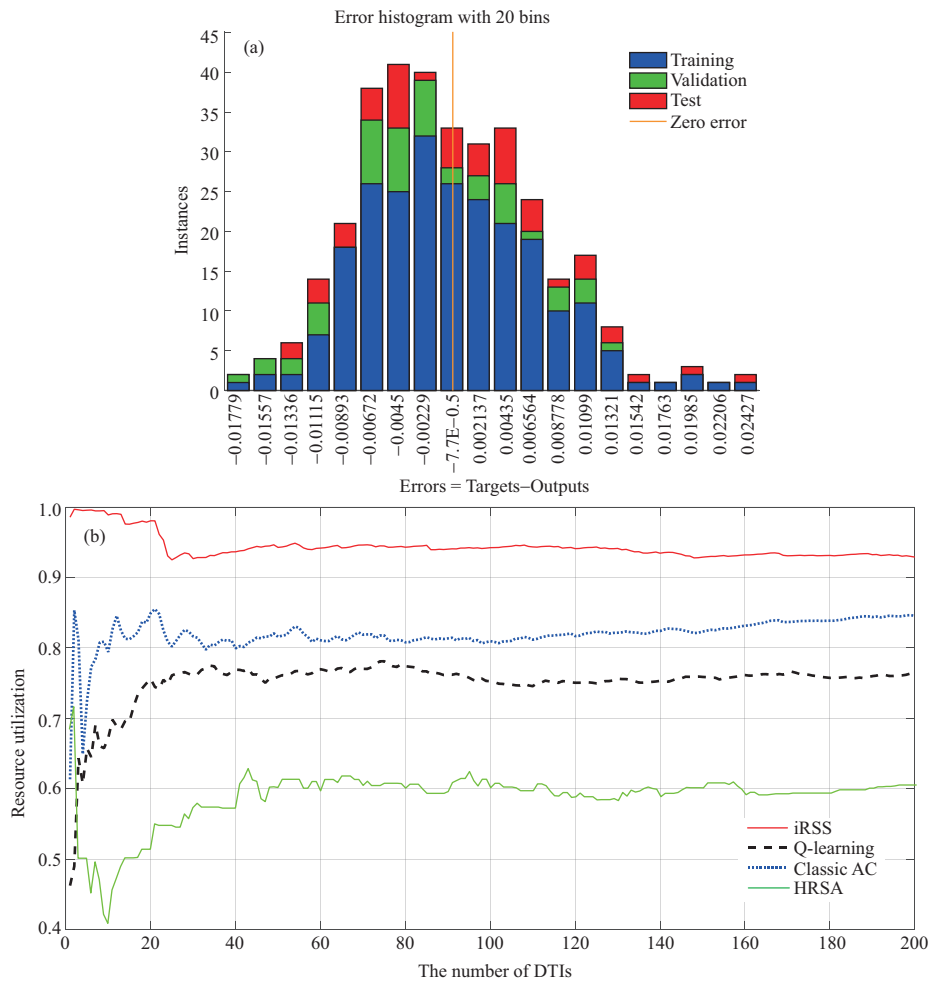 Error histogram with 20 bins
(a)
45
40
35
30
25
20
15
10
5
0
Instances
Training
Validation
Test
Zero error
−0.01779
−0.01557
−0.01336
−0.01115
−0.00893
−0.00672
−0.0045
−0.00229
−7.7E−0.5
0.002137
0.00435
0.006564
0.008778
0.01099
0.01321
0.01542
0.01763
0.01985
0.02206
0.02427
Errors = Targets−Outputs
(b)
1.0
0.9
0.8
0.7
0.6
0.5
0.4
Resource utilization
iRSS
Q-learning
Classic AC
HRSA
0
20
40
60
80
100
120
140
160
180
200
The number of DTIs